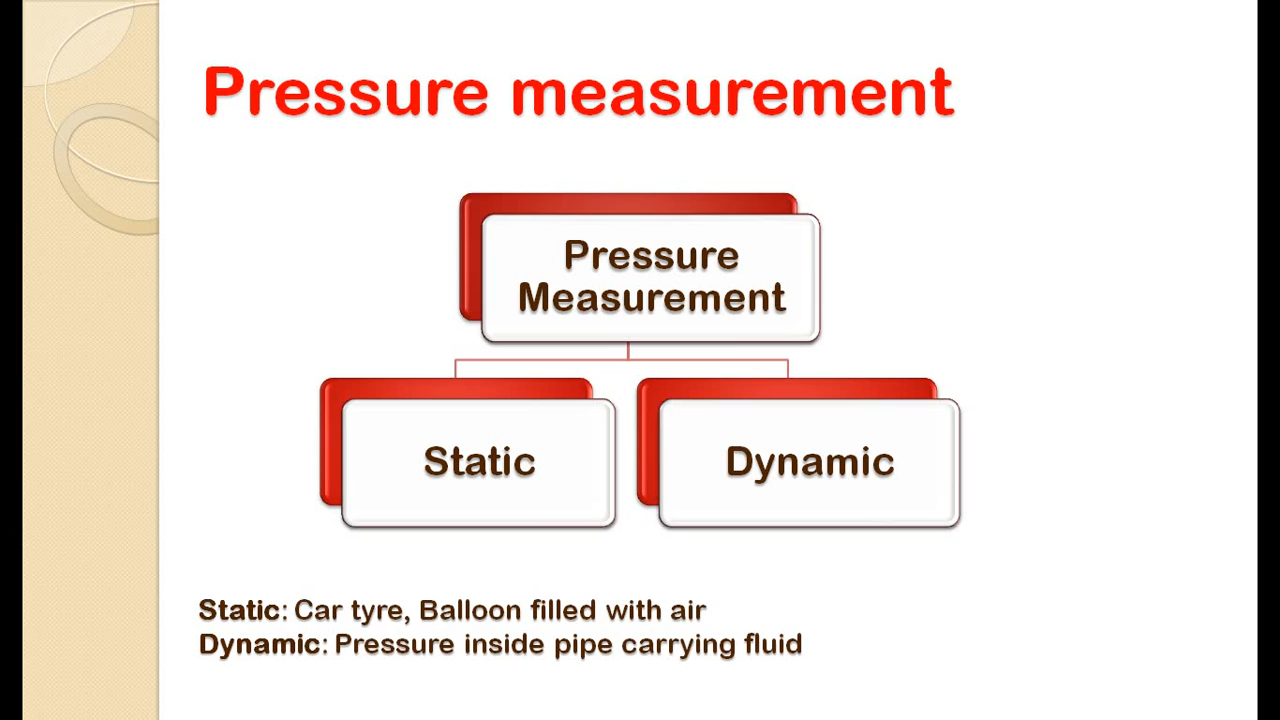 Pressure measurement
Pressure
Measurement
Static
Dynamic
Static: Car tyre, Balloon filled with air
Dynamic: Pressure inside pipe carrying fluid